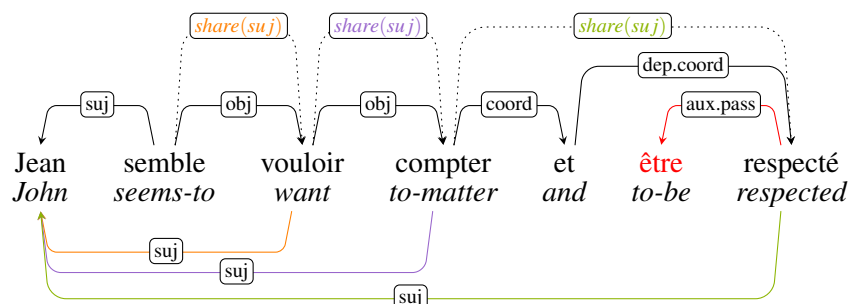 share(suj) share(suj) share(suj)
dep.coord
suj obj obj coord aux.pass
Jean semble vouloir compter et être respecté
John seems-to want to-matter and to-be respected
suj
suj
suj